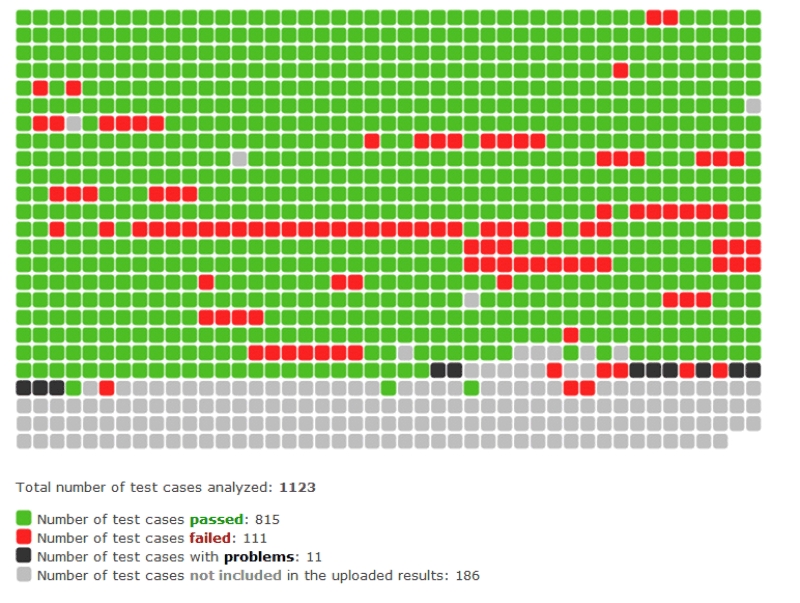 Total number of test cases analyzed: 1123
Number of test cases passed: 815
Number of test cases failed: 111
Number of test cases with problems: 11
Number of test cases not included in the uploaded results: 186